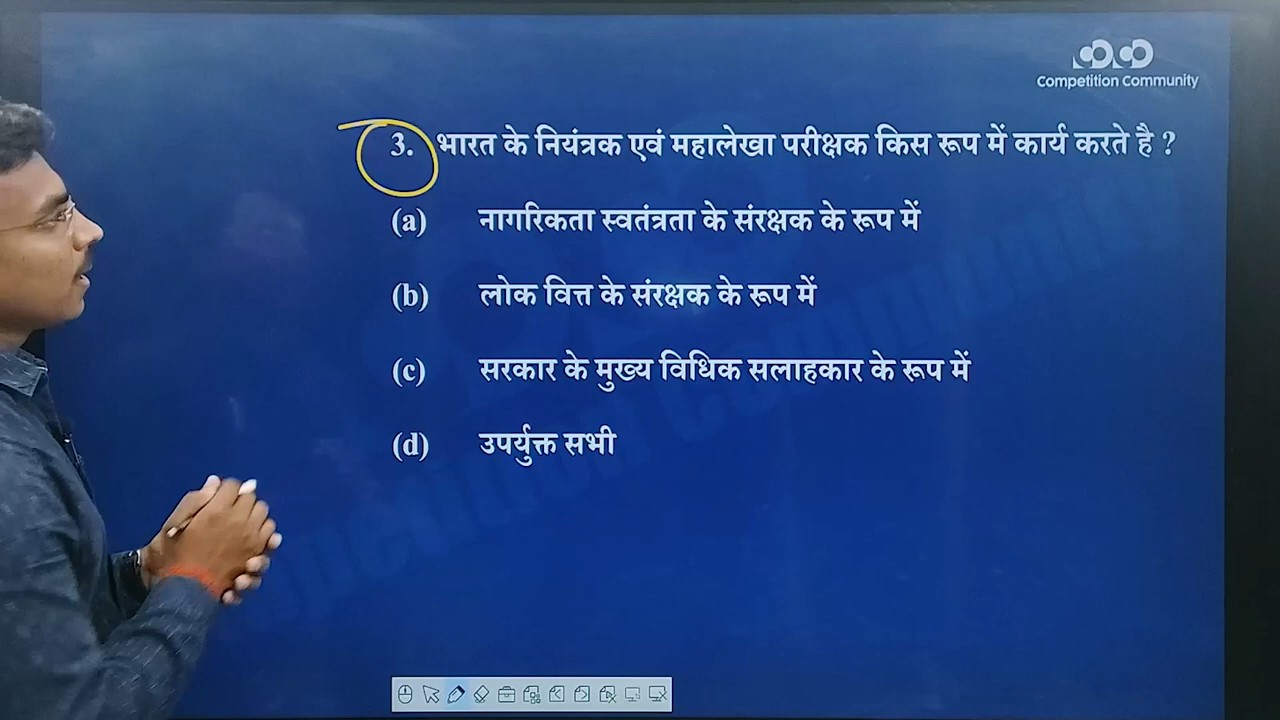 Competition Community
3. भारत के नियंत्रक एवं महालेखा परीक्षक किस रूप में कार्य करते है ?
(a) नागरिकता स्वतंत्रता के संरक्षक के रूप में
(b) लोक वित्त के संरक्षक के रूप में
(c) सरकार के मुख्य विधिक सलाहकार के रूप में
(d) उपर्युक्त सभी